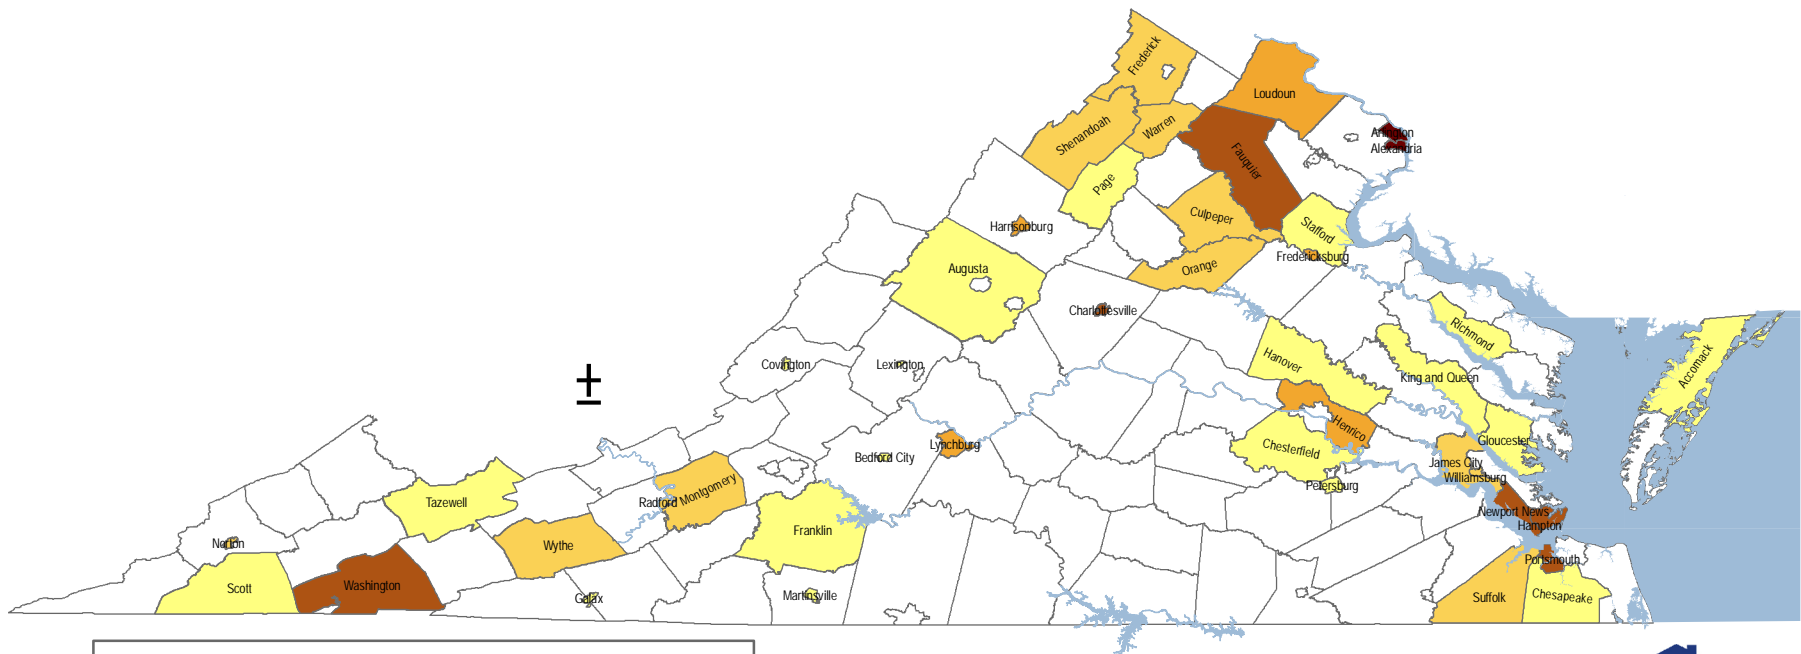 Frederick
Loudoun
Shenandoah
Warren
Arlington
Alexandria
Fauquier
Page
Culpeper
Stafford
Harrisonburg
Fredericksburg
Orange
Augusta
Charlottesville
Richmond
Accomack
Hanover
Covington
Lexington
King and Queen
±
Henrico
Lynchburg
Gloucester
Chesterfield
Bedford City
James City
Williamsburg
Petersburg
Montgomery
Radford
Tazewell
Newport News
Hampton
Franklin
Norton
Wythe
Portsmouth
Scott
Washington
Galax
Martinsville
Suffolk
Chesapeake